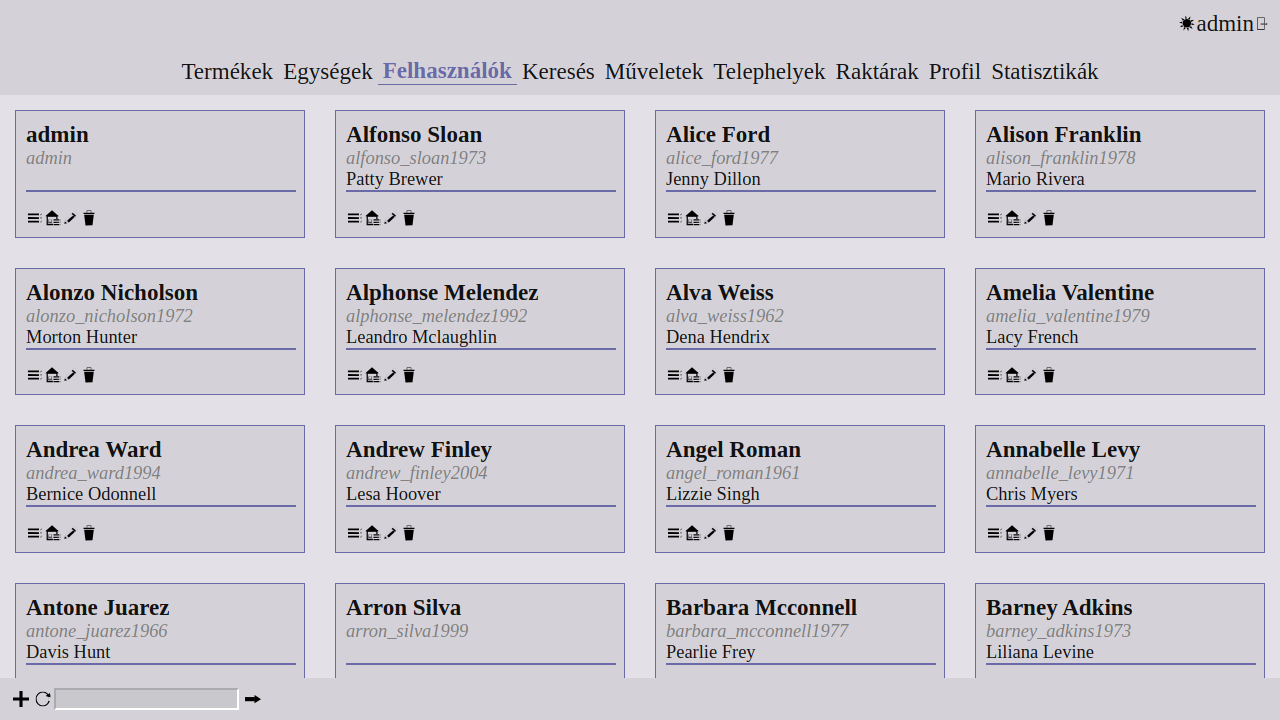 admin
Termékek Egységek Felhasználók Keresés Műveletek Telephelyek Raktárak Profil Statisztikák
admin
admin
Alfonso Sloan
alfonso_sloan1973
Patty Brewer
Alice Ford
alice_ford1977
Jenny Dillon
Alison Franklin
alison_franklin1978
Mario Rivera
Alonzo Nicholson
alonzo_nicholson1972
Morton Hunter
Alphonse Melendez
alphonse_melendez1992
Leandro Mclaughlin
Alva Weiss
alva_weiss1962
Dena Hendrix
Amelia Valentine
amelia_valentine1979
Lacy French
Andrea Ward
andrea_ward1994
Bernice Odonnell
Andrew Finley
andrew_finley2004
Lesa Hoover
Angel Roman
angel_roman1961
Lizzie Singh
Annabelle Levy
annabelle_levy1971
Chris Myers
Antone Juarez
antone_juarez1966
Davis Hunt
Arron Silva
arron_silva1999
Barbara Mcconnell
barbara_mcconnell1977
Pearlie Frey
Barney Adkins
barney_adkins1973
Liliana Levine